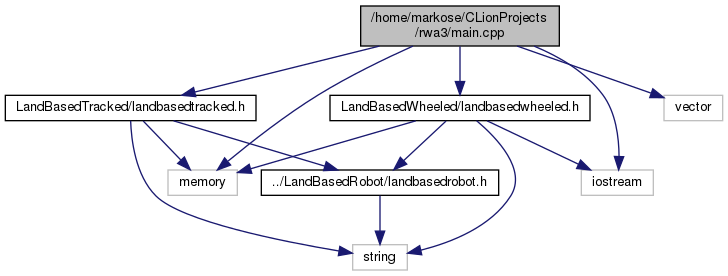 /home/markose/CLionProjects
/rwa3/main.cpp
LandBasedTracked/landbasedtracked.h
LandBasedWheeled/landbasedwheeled.h
vector
memory
../LandBasedRobot/landbasedrobot.h
iostream
string